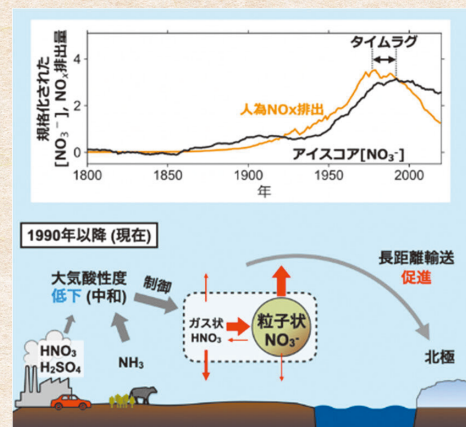 規格化された
[NO₃⁻], NOₓ排出量
4
2
0
タイムラグ
人為NOx排出
アイスコア[NO₃⁻]
1800
1850
1900
1950
2000
年
1990年以降 (現在)
大気酸性度
低下 (中和)
制御
長距離輸送
促進
ガス状
HNO₃
粒子状
NO₃⁻
HNO₃
H₂SO₄
NH₃
北極